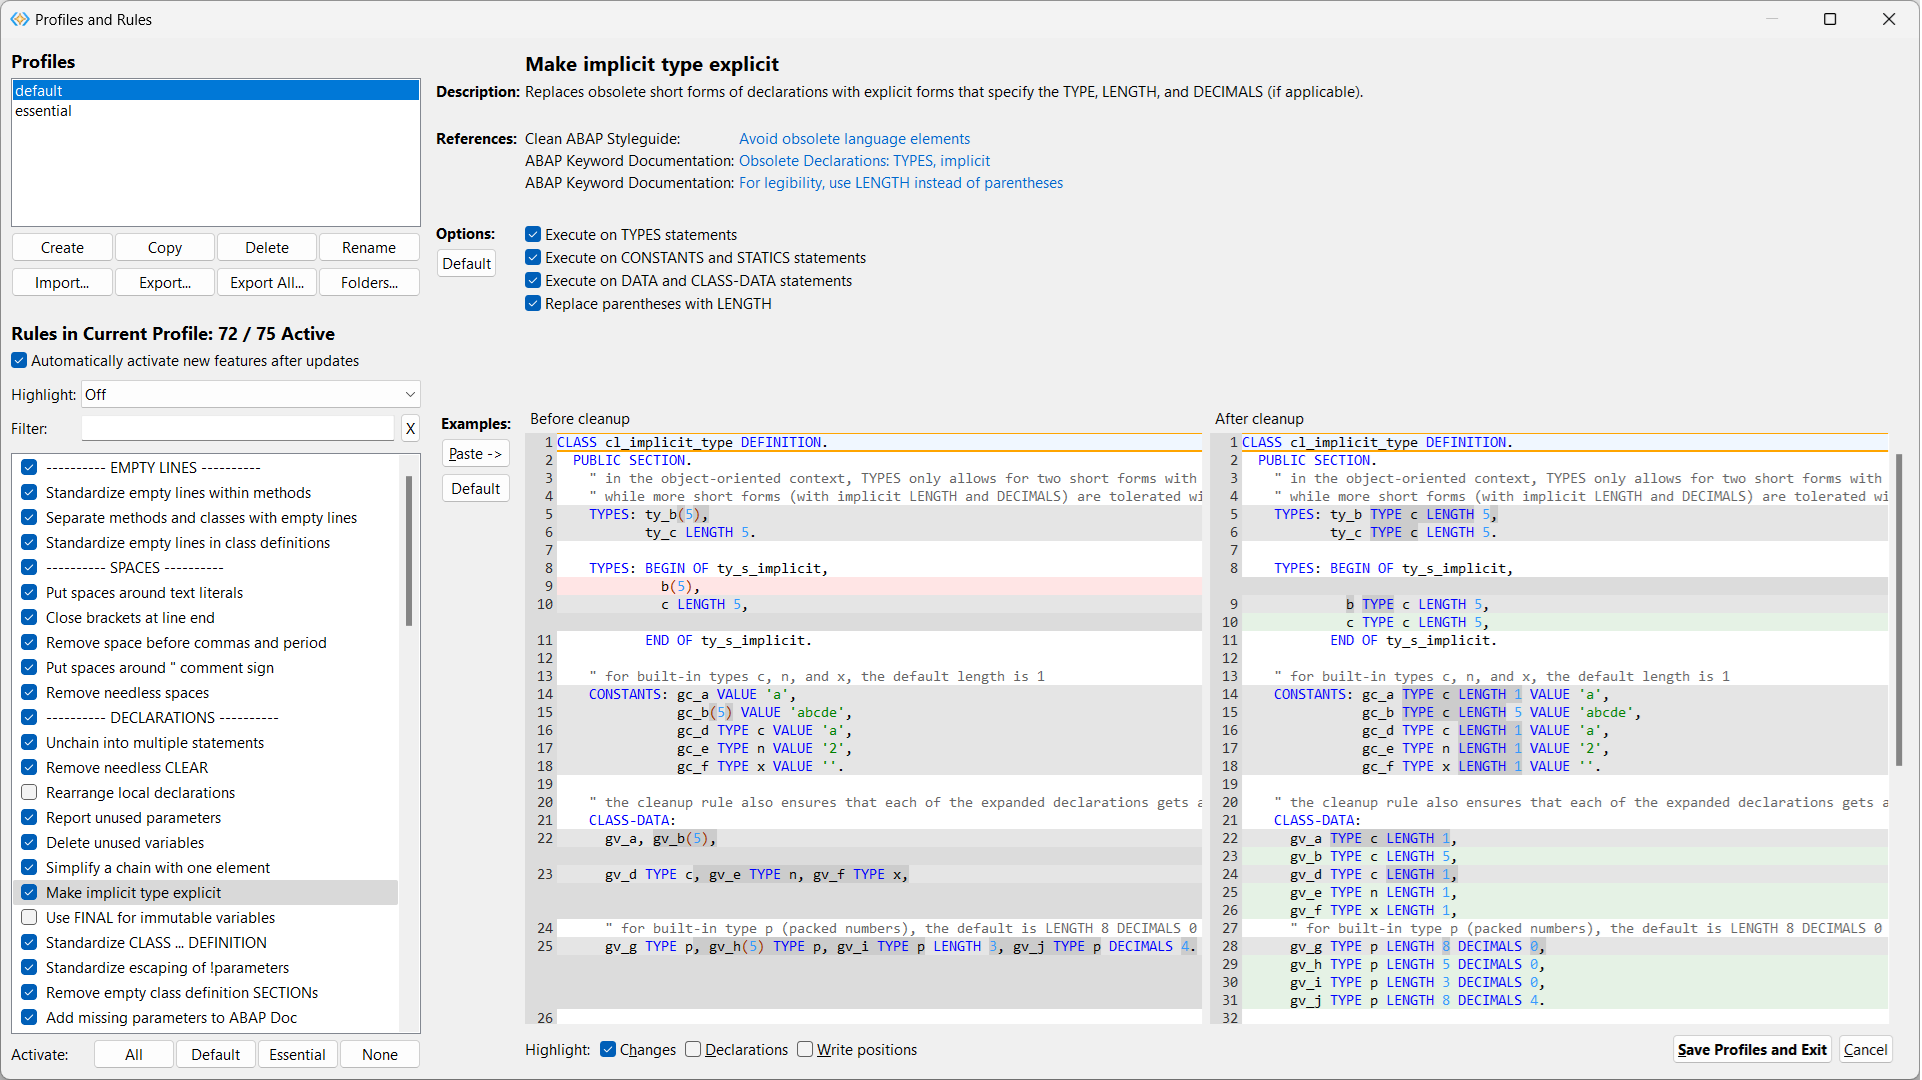 Profiles and Rules
Profiles
default
essential
Create
Copy
Delete
Rename
Import...
Export...
Export All...
Folders...
Rules in Current Profile: 72 / 75 Active
Automatically activate new features after updates
Highlight: Off
Filter:
X
---------- EMPTY LINES ----------
Standardize empty lines within methods
Separate methods and classes with empty lines
Standardize empty lines in class definitions
---------- SPACES ----------
Put spaces around text literals
Close brackets at line end
Remove space before commas and period
Put spaces around " comment sign
Remove needless spaces
---------- DECLARATIONS ----------
Unchain into multiple statements
Remove needless CLEAR
Rearrange local declarations
Report unused parameters
Delete unused variables
Simplify a chain with one element
Make implicit type explicit
Use FINAL for immutable variables
Standardize CLASS ... DEFINITION
Standardize escaping of !parameters
Remove empty class definition SECTIONs
Add missing parameters to ABAP Doc
Activate:
All
Default
Essential
None
Make implicit type explicit
Description: Replaces obsolete short forms of declarations with explicit forms that specify the TYPE, LENGTH, and DECIMALS (if applicable).
References: Clean ABAP Styleguide: Avoid obsolete language elements
ABAP Keyword Documentation: Obsolete Declarations: TYPES, implicit
ABAP Keyword Documentation: For legibility, use LENGTH instead of parentheses
Options:
Default
Execute on TYPES statements
Execute on CONSTANTS and STATICS statements
Execute on DATA and CLASS-DATA statements
Replace parentheses with LENGTH
Examples:
Paste ->
Default
Before cleanup
1 CLASS cl_implicit_type DEFINITION.
2 PUBLIC SECTION.
3 " in the object-oriented context, TYPES only allows for two short forms with
4 " while more short forms (with implicit LENGTH and DECIMALS) are tolerated wi
5 TYPES: ty_b(5),
6 ty_c LENGTH 5.
7
8 TYPES: BEGIN OF ty_s_implicit,
9 b(5),
10 c LENGTH 5,
11 END OF ty_s_implicit.
12
13 " for built-in types c, n, and x, the default length is 1
14 CONSTANTS: gc_a VALUE 'a',
15 gc_b(5) VALUE 'abcde',
16 gc_d TYPE c VALUE 'a',
17 gc_e TYPE n VALUE '2',
18 gc_f TYPE x VALUE ''.
19
20 " the cleanup rule also ensures that each of the expanded declarations gets a
21 CLASS-DATA:
22 gv_a, gv_b(5),
23 gv_d TYPE c, gv_e TYPE n, gv_f TYPE x,
24 " for built-in type p (packed numbers), the default is LENGTH 8 DECIMALS 0
25 gv_g TYPE p, gv_h(5) TYPE p, gv_i TYPE p LENGTH 3, gv_j TYPE p DECIMALS 4.
26
After cleanup
1 CLASS cl_implicit_type DEFINITION.
2 PUBLIC SECTION.
3 " in the object-oriented context, TYPES only allows for two short forms with
4 " while more short forms (with implicit LENGTH and DECIMALS) are tolerated wi
5 TYPES: ty_b TYPE c LENGTH 5,
6 ty_c TYPE c LENGTH 5.
7
8 TYPES: BEGIN OF ty_s_implicit,
9 b TYPE c LENGTH 5,
10 c TYPE c LENGTH 5,
11 END OF ty_s_implicit.
12
13 " for built-in types c, n, and x, the default length is 1
14 CONSTANTS: gc_a TYPE c LENGTH 1 VALUE 'a',
15 gc_b TYPE c LENGTH 5 VALUE 'abcde',
16 gc_d TYPE c LENGTH 1 VALUE 'a',
17 gc_e TYPE n LENGTH 1 VALUE '2',
18 gc_f TYPE x LENGTH 1 VALUE ''.
19
20 " the cleanup rule also ensures that each of the expanded declarations gets a
21 CLASS-DATA:
22 gv_a TYPE c LENGTH 1,
23 gv_b TYPE c LENGTH 5,
24 gv_d TYPE c LENGTH 1,
25 gv_e TYPE n LENGTH 1,
26 gv_f TYPE x LENGTH 1,
27 " for built-in type p (packed numbers), the default is LENGTH 8 DECIMALS 0
28 gv_g TYPE p LENGTH 8 DECIMALS 0,
29 gv_h TYPE p LENGTH 5 DECIMALS 0,
30 gv_i TYPE p LENGTH 3 DECIMALS 0,
31 gv_j TYPE p LENGTH 8 DECIMALS 4.
32
Highlight: Changes Declarations Write positions
Save Profiles and Exit
Cancel